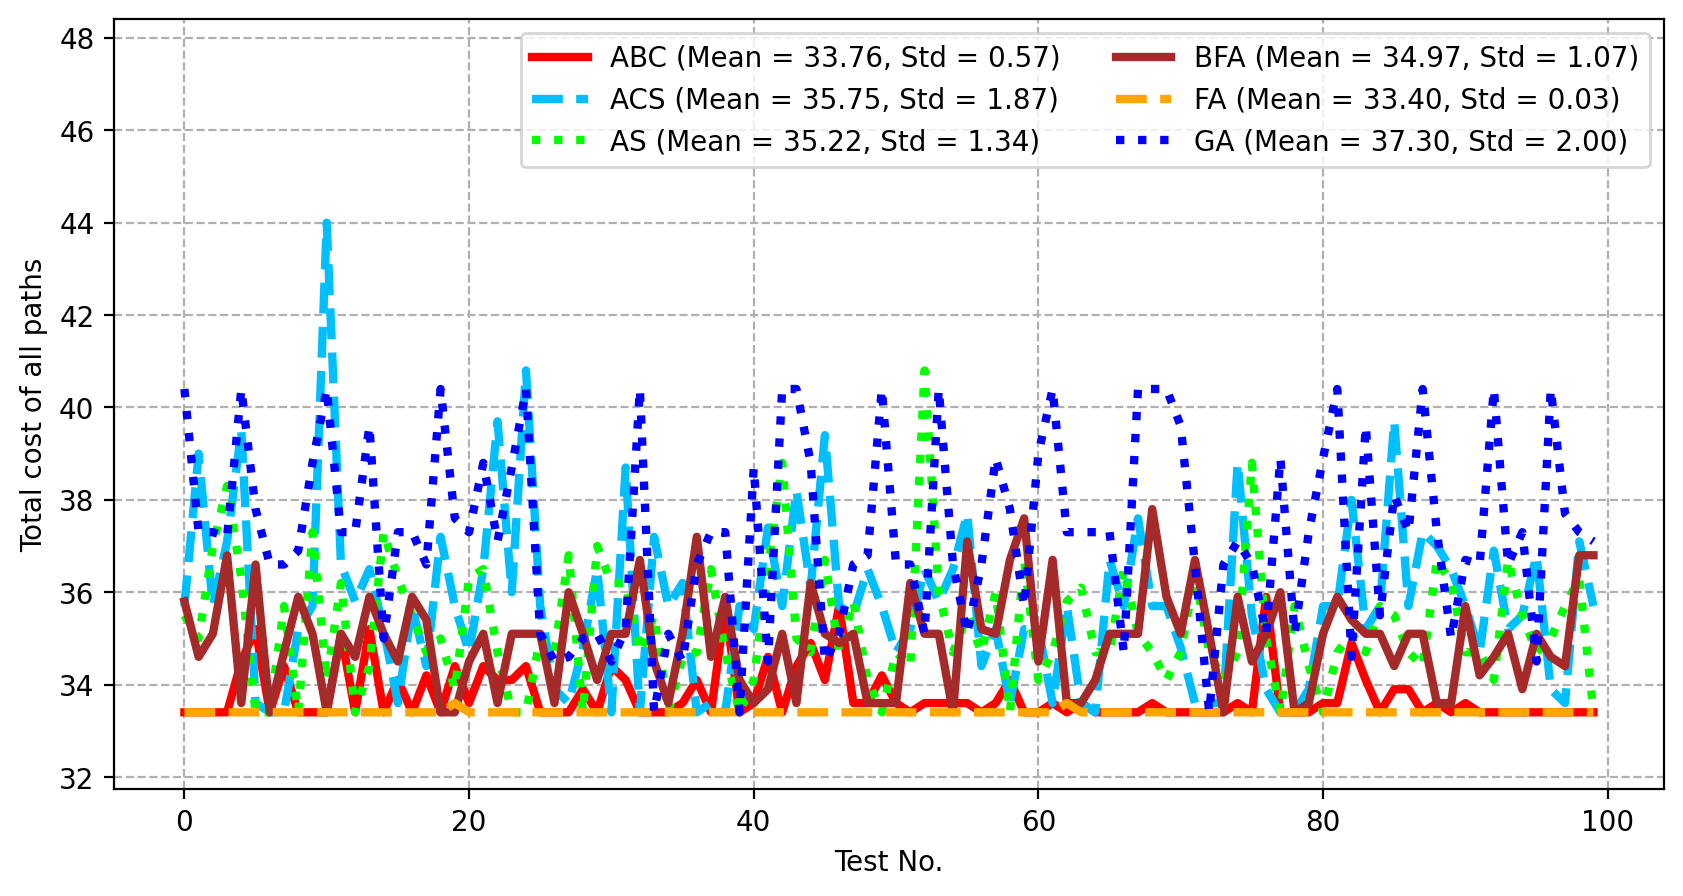 48
46
44
42
40
38
36
34
32
Total cost of all paths
ABC (Mean = 33.76, Std = 0.57)
ACS (Mean = 35.75, Std = 1.87)
AS (Mean = 35.22, Std = 1.34)
BFA (Mean = 34.97, Std = 1.07)
FA (Mean = 33.40, Std = 0.03)
GA (Mean = 37.30, Std = 2.00)
0 20 40 60 80 100
Test No.